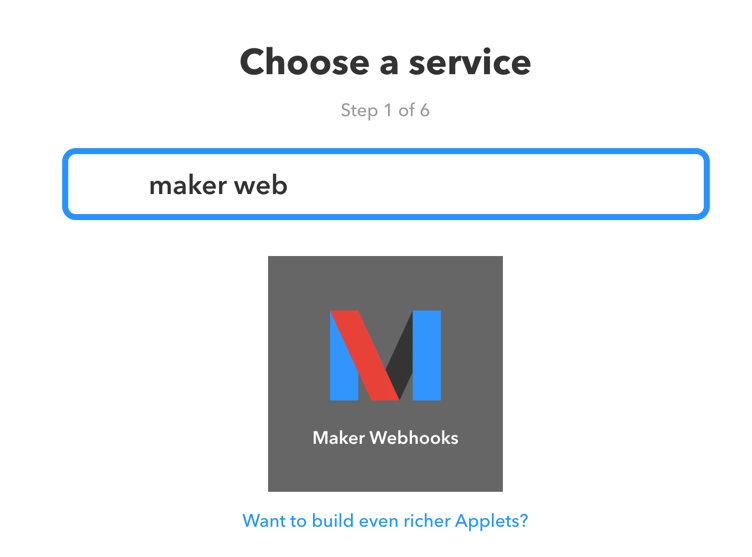 Choose a service
Step 1 of 6
maker web
Maker Webhooks
Want to build even richer Applets?